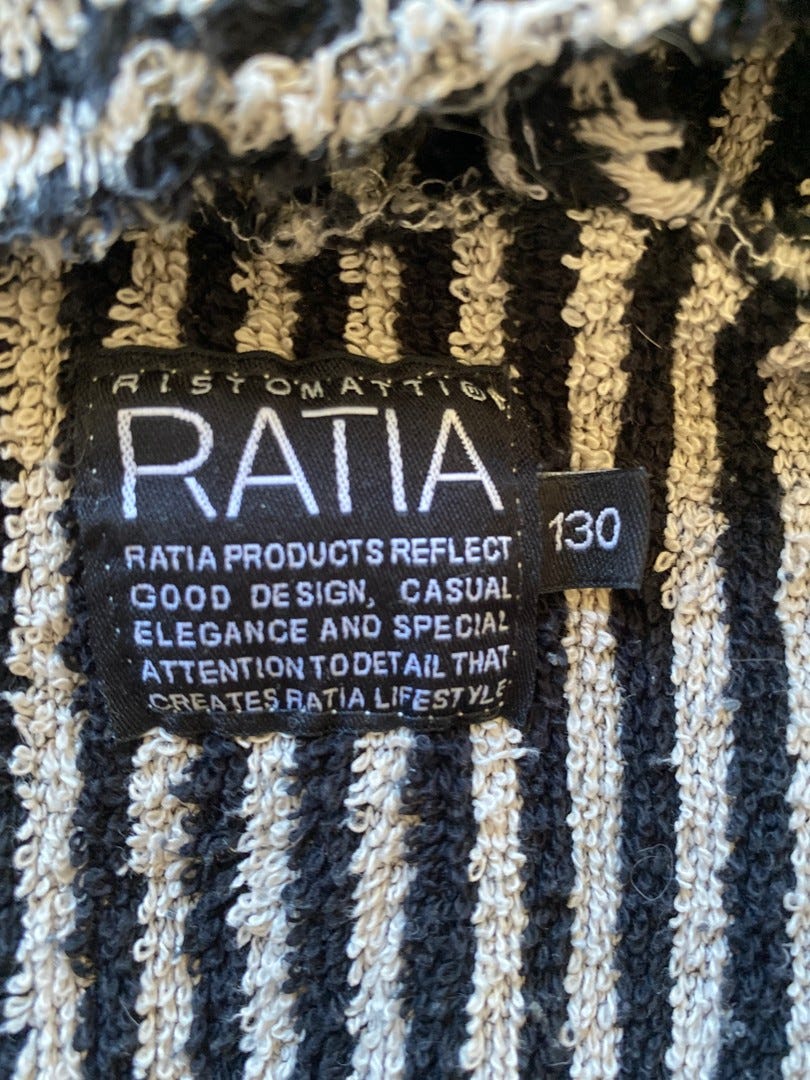 RISTOMATTI®
RATIA
RATIA PRODUCTS REFLECT
GOOD DESIGN, CASUAL
ELEGANCE AND SPECIAL
ATTENTION TO DETAIL THAT
CREATES RATIA LIFESTYLE
130